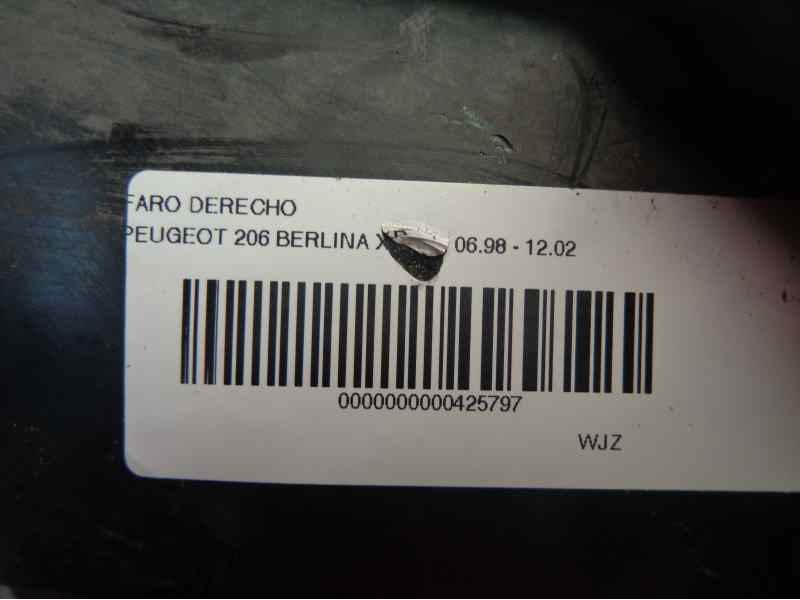 FARO DERECHO
PEUGEOT 206 BERLINA 06.98 - 12.02
0000000000425797
WJZ